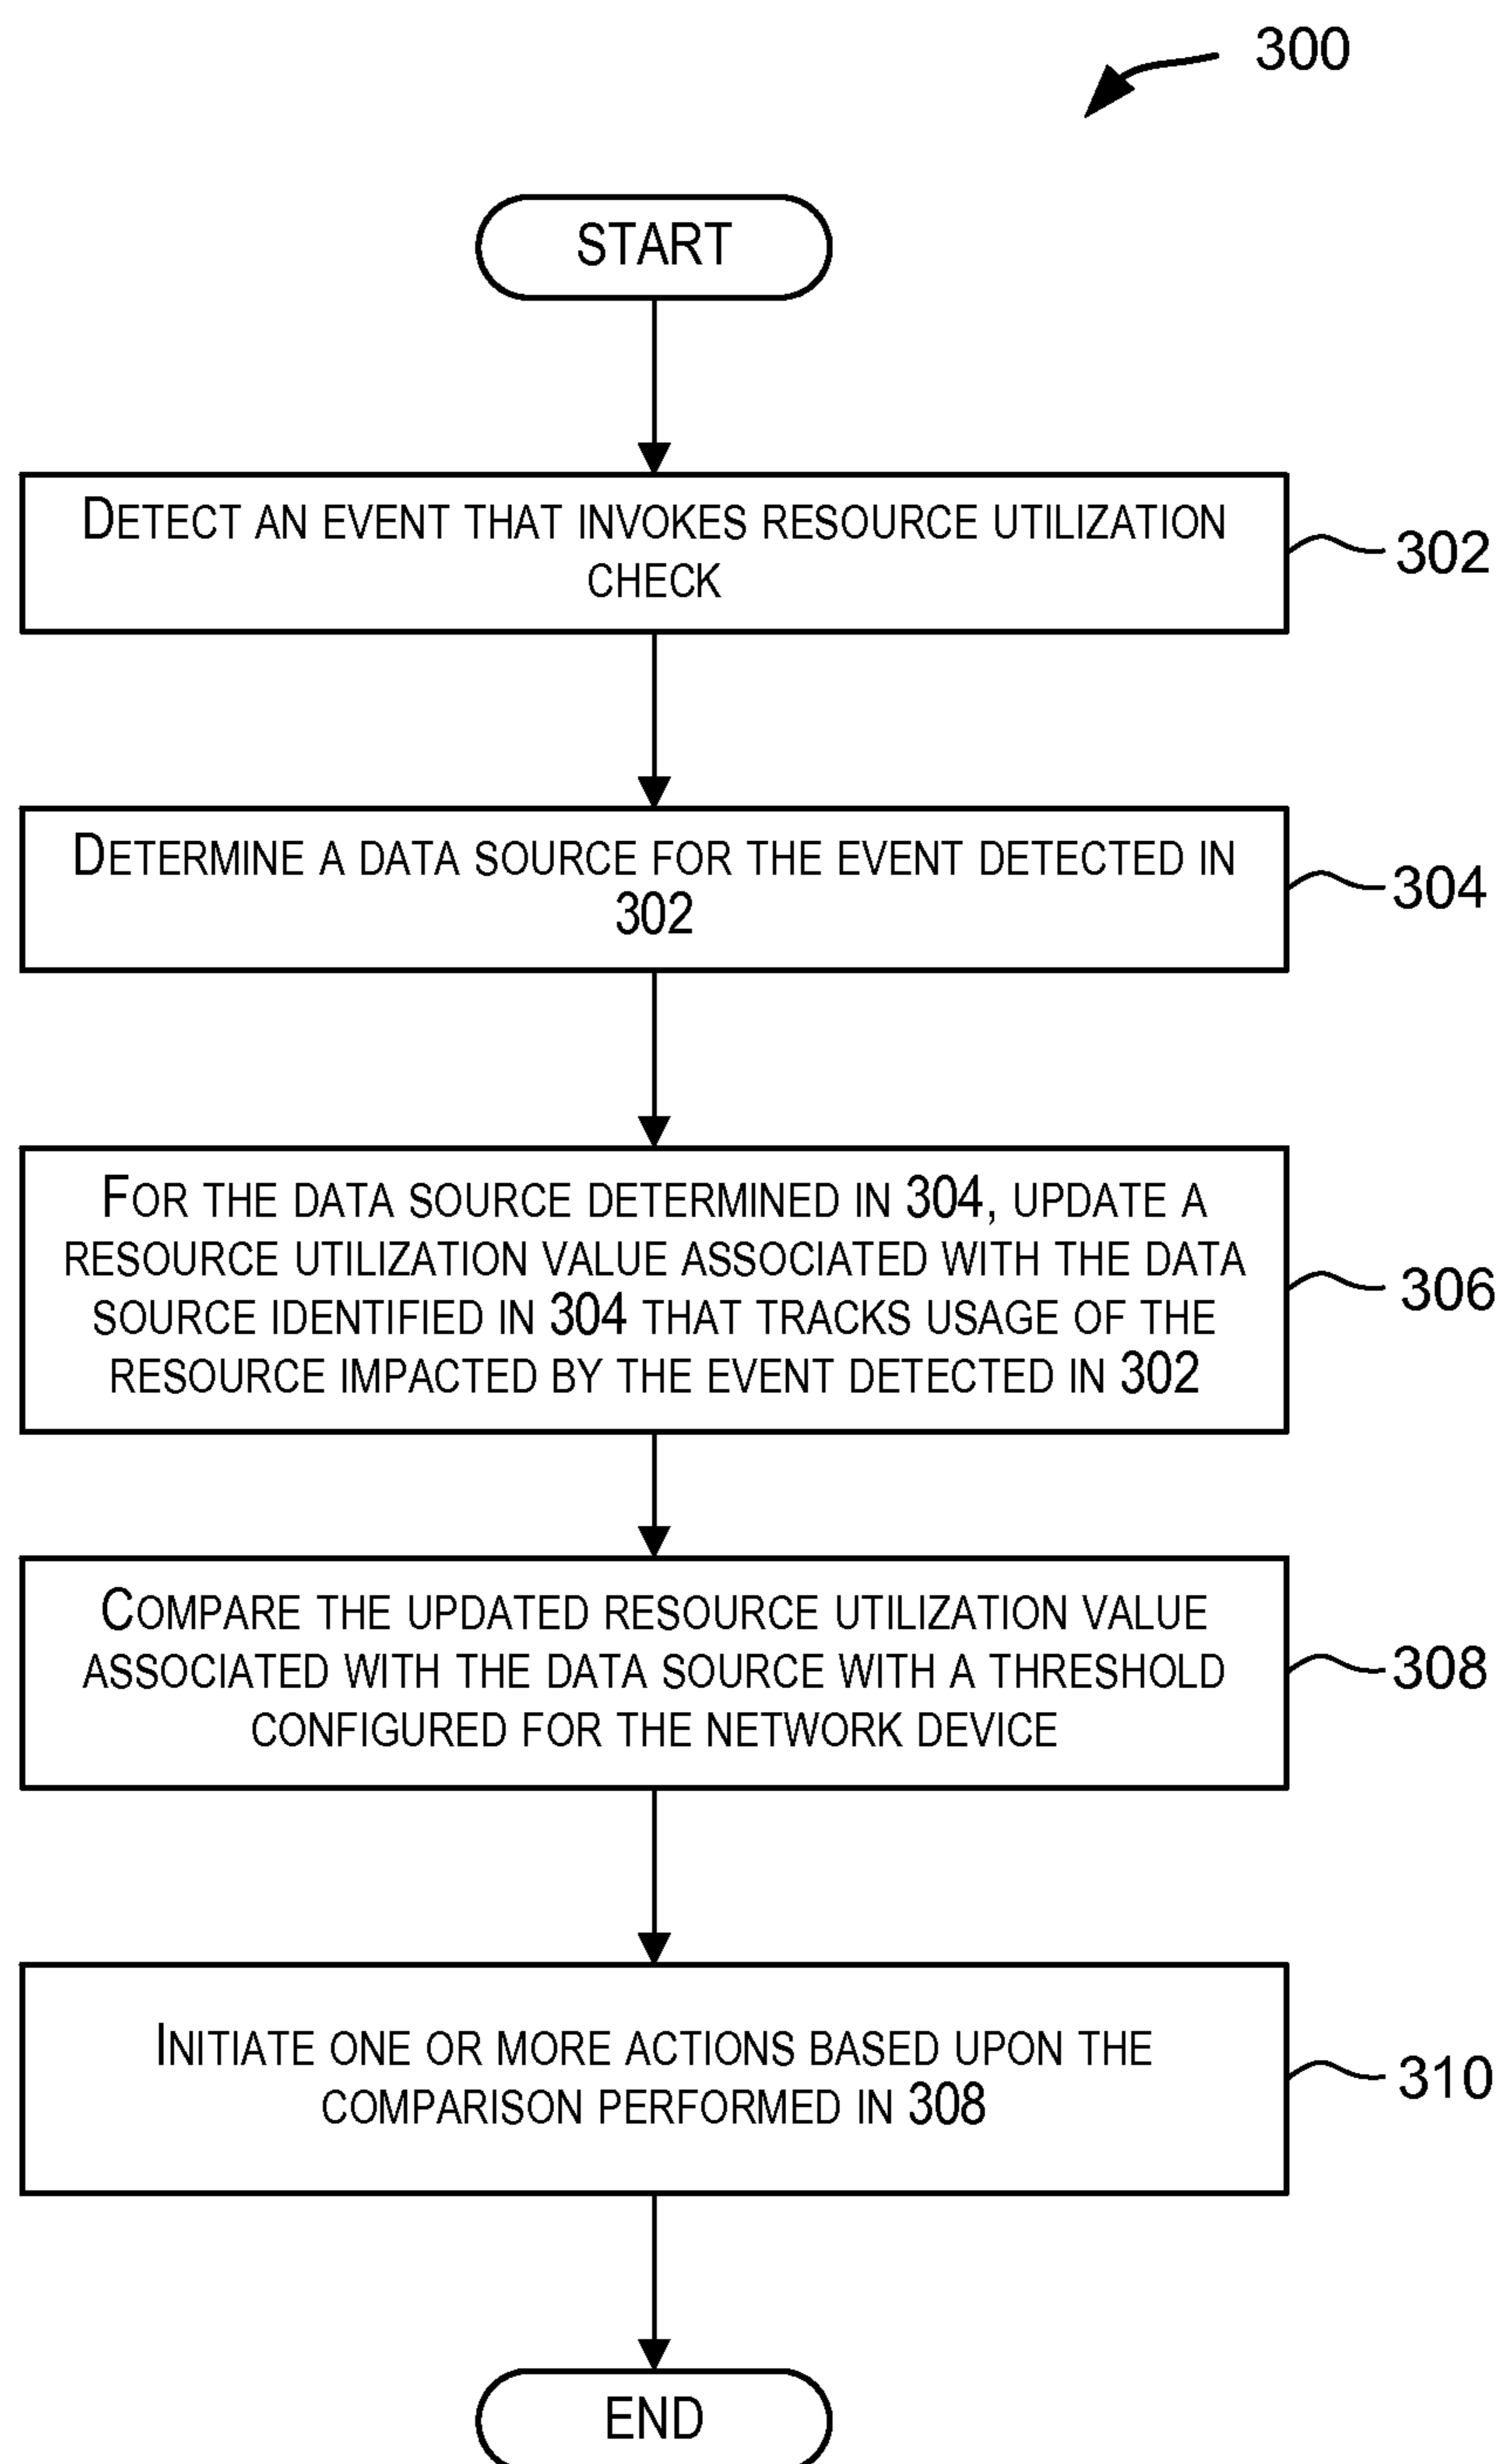 300
START
DETECT AN EVENT THAT INVOKES RESOURCE UTILIZATION
CHECK
302
DETERMINE A DATA SOURCE FOR THE EVENT DETECTED IN
302
304
FOR THE DATA SOURCE DETERMINED IN 304, UPDATE A
RESOURCE UTILIZATION VALUE ASSOCIATED WITH THE DATA
SOURCE IDENTIFIED IN 304 THAT TRACKS USAGE OF THE
RESOURCE IMPACTED BY THE EVENT DETECTED IN 302
306
COMPARE THE UPDATED RESOURCE UTILIZATION VALUE
ASSOCIATED WITH THE DATA SOURCE WITH A THRESHOLD
CONFIGURED FOR THE NETWORK DEVICE
308
INITIATE ONE OR MORE ACTIONS BASED UPON THE
COMPARISON PERFORMED IN 308
310
END